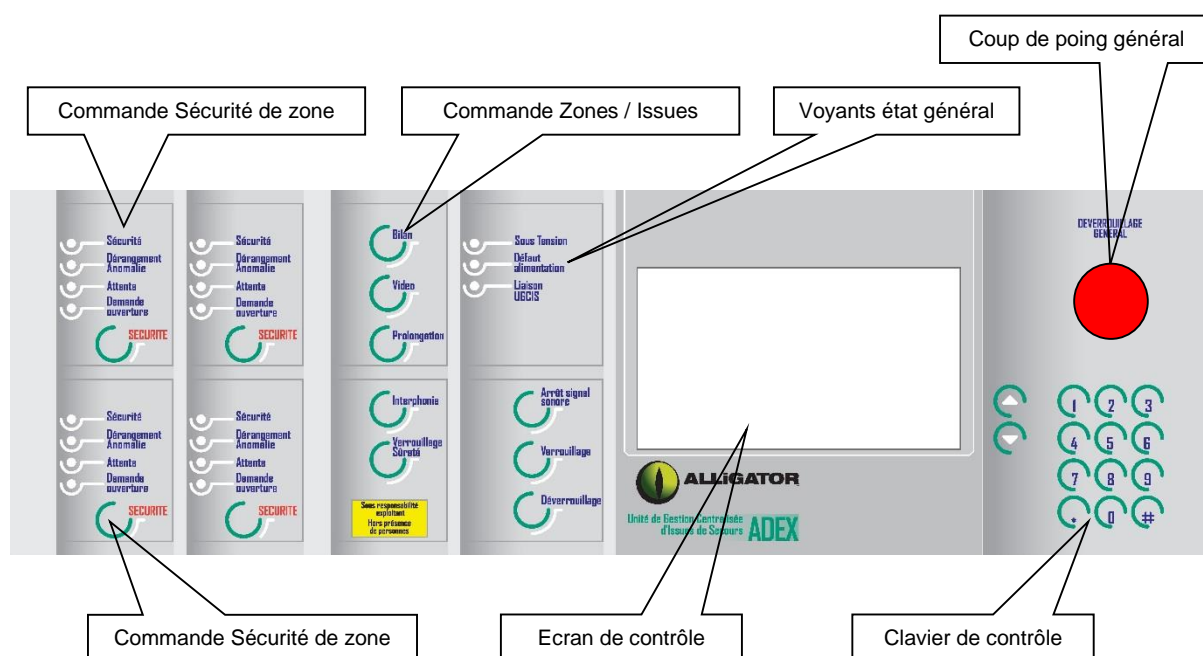 Coup de poing général
Commande Sécurité de zone
Commande Zones / Issues
Voyants état général
Sécurité
Dérangement
Anomalie
Attente
Demande
ouverture
SECURITE
Sécurité
Dérangement
Anomalie
Attente
Demande
ouverture
SECURITE
Bilan
Video
Prolongation
Sous Tension
Défaut
alimentation
Liaison
UGCIS
DEVERROUILLAGE
GENERAL
Sécurité
Dérangement
Anomalie
Attente
Demande
ouverture
SECURITE
Sécurité
Dérangement
Anomalie
Attente
Demande
ouverture
SECURITE
Interphonie
Verrouillage
Sûreté
Sous responsabilité
exploitant
Hors présence
de personnes
Arrût signal
sonore
Verrouillage
Déverrouillage
ALLiGATOR
Unité de Gestion Centralisée
d'Issues de Secours ADEX
1 2 3
4 5 6
7 8 9
* 0 #
Commande Sécurité de zone
Ecran de contrôle
Clavier de contrôle